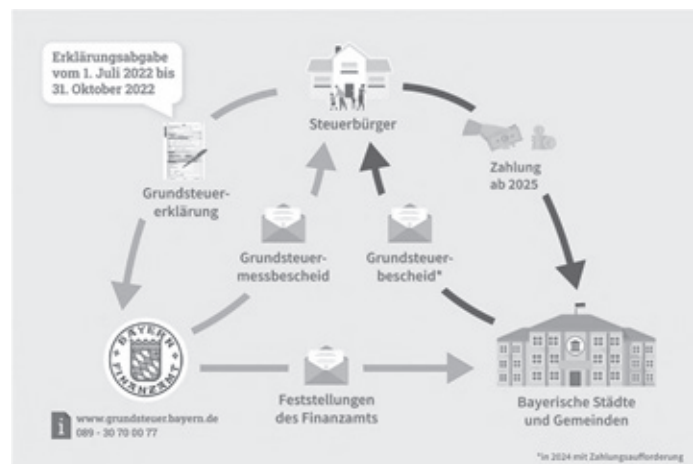 Erklärungsabgabe
vom 1. Juli 2022 bis
31. Oktober 2022
Steuerbürger
Grundsteuer-
erklärung
Zahlung
ab 2025
Grundsteuer-
messbescheid
Grundsteuer-
bescheid*
BAYERN
FINANZAMT
Feststellungen
des Finanzamts
Bayerische Städte
und Gemeinden
www.grundsteuer.bayern.de
089 - 30 70 00 77
*in 2024 mit Zahlungsaufforderung